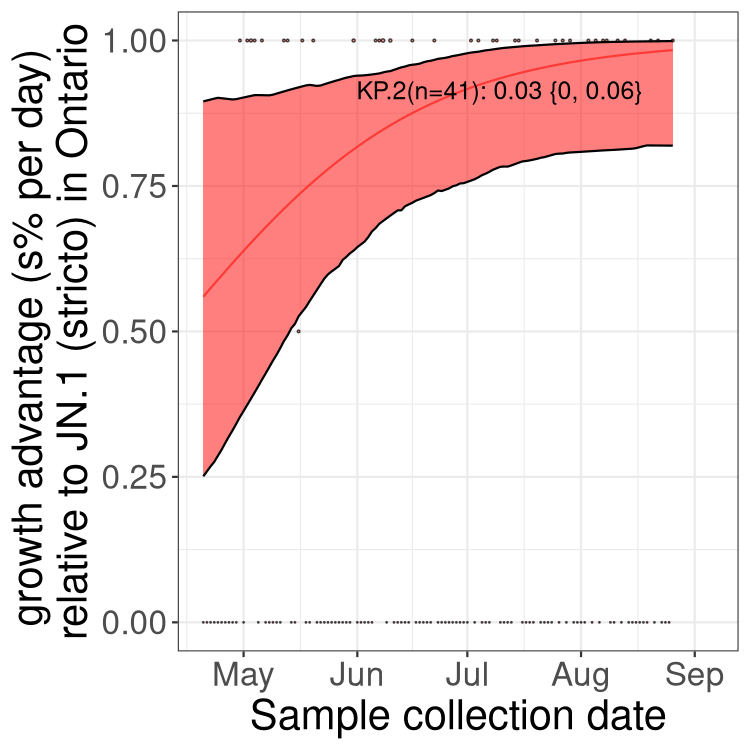 growth advantage (s% per day)
relative to JN.1 (stricto) in Ontario
1.00
0.75
0.50
0.25
0.00
KP.2(n=41): 0.03 {0, 0.06}
May Jun Jul Aug Sep
Sample collection date